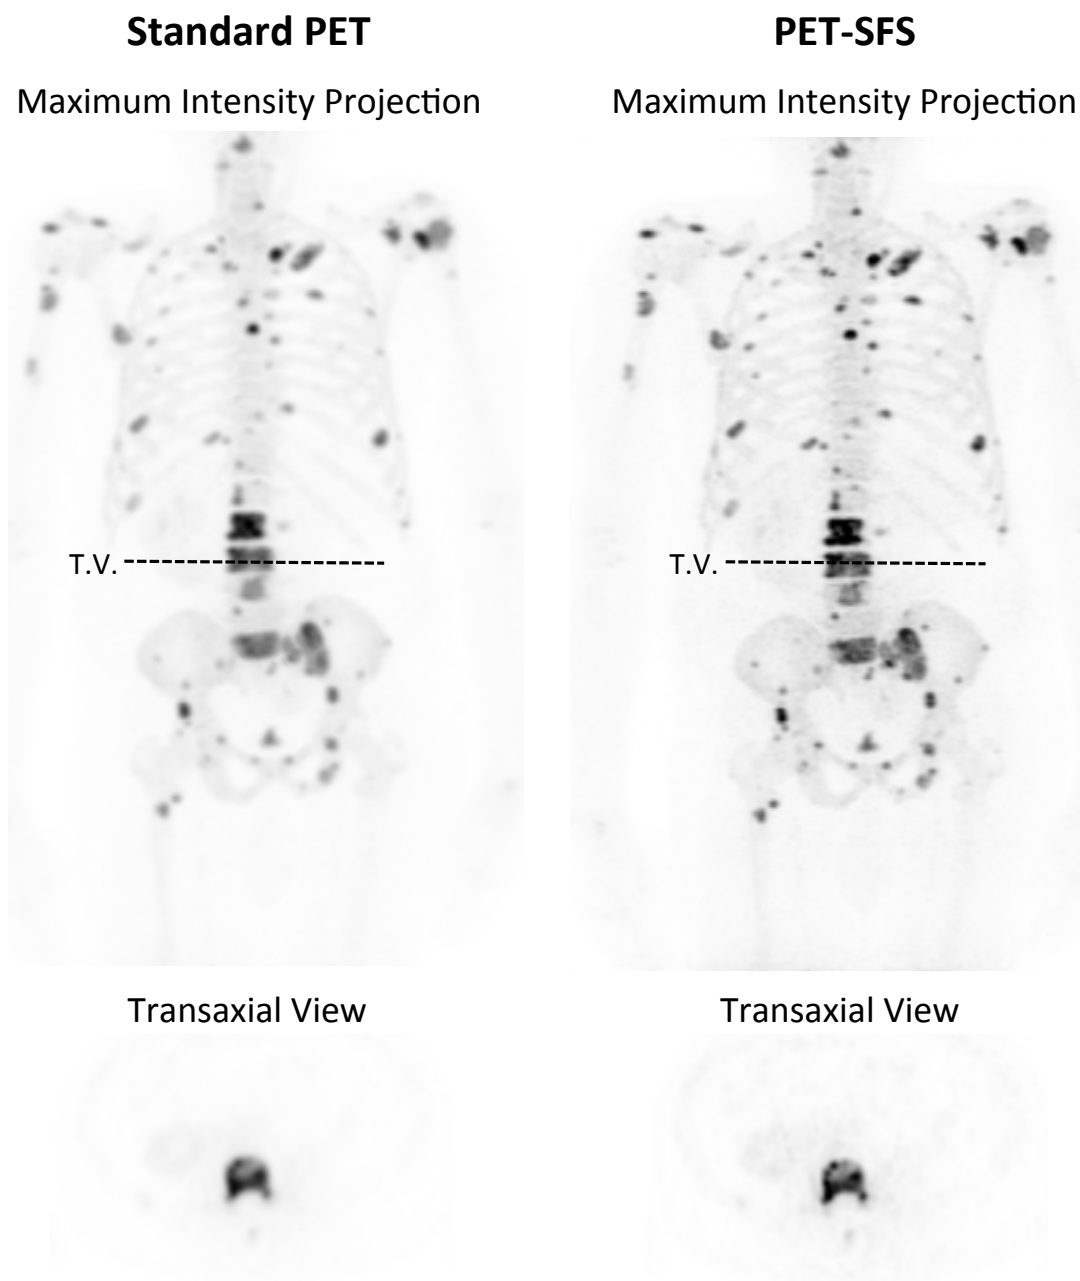 Standard PET
PET-SFS
Maximum Intensity Projection
Maximum Intensity Projection
T.V.
T.V.
Transaxial View
Transaxial View